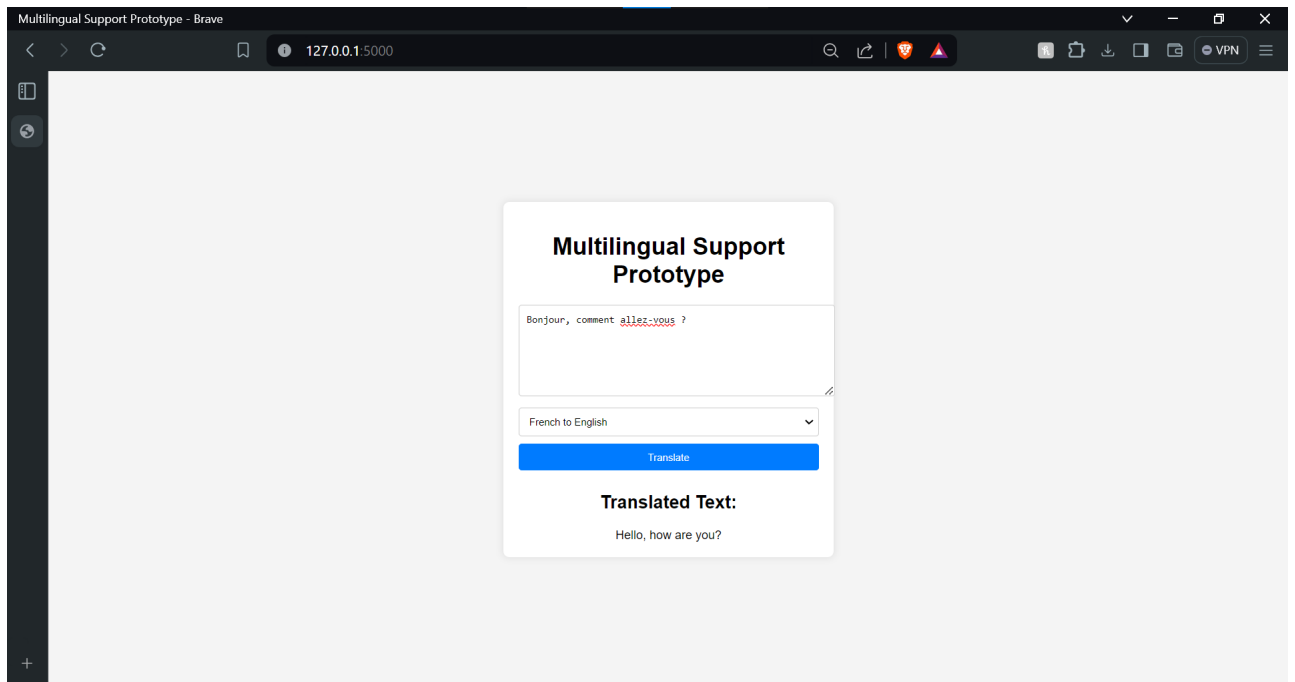 Multilingual Support Prototype - Brave
127.0.0.1:5000
VPN
Multilingual Support
Prototype
Bonjour, comment allez-vous ?
French to English
Translate
Translated Text:
Hello, how are you?